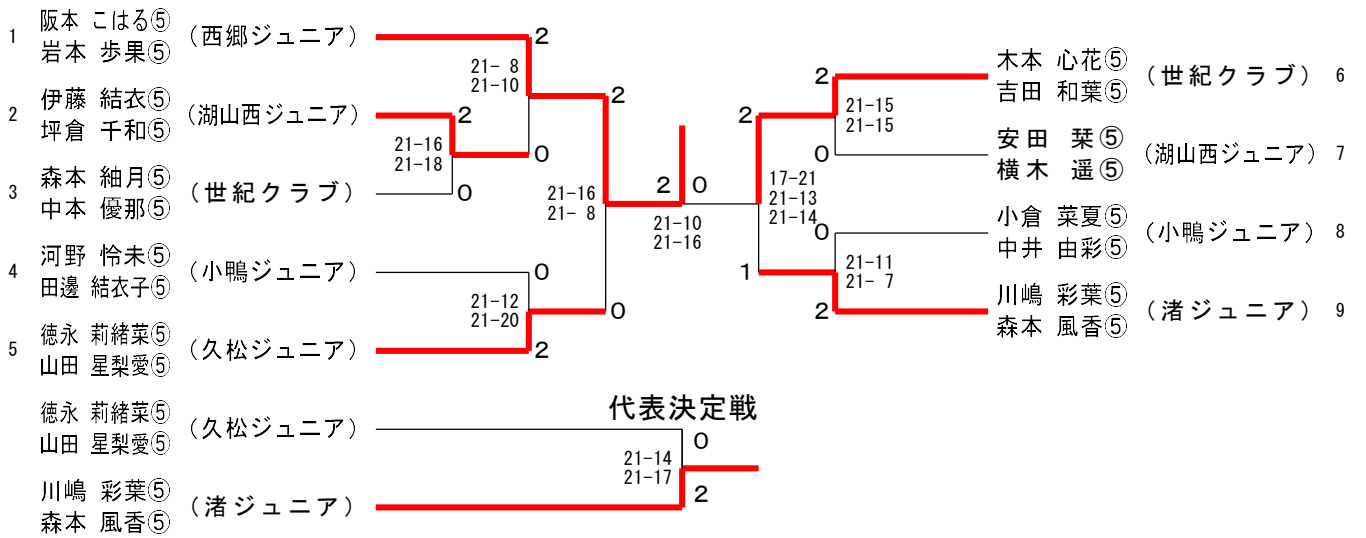 1 阪本 こはる⑤ (西郷ジュニア)
岩本 歩果⑤
2
21- 8
21-10
2 伊藤 結衣⑤ (湖山西ジュニア)
坪倉 千和⑤
2
0
21-16
21-18
3 森本 紬月⑤ (世紀クラブ)
中本 優那⑤
0
2
21-16
21- 8
4 河野 怜未⑤ (小鴨ジュニア)
田邊 結衣子⑤
0
21-12
21-20
0
5 徳永 莉緒菜⑤ (久松ジュニア)
山田 星梨愛⑤
2
2 0
21-10
21-16
木本 心花⑤ (世紀クラブ) 6
吉田 和葉⑤
2
21-15
21-15
2
安田 栞⑤ (湖山西ジュニア) 7
横木 遥⑤
0
17-21
21-13
21-14
小倉 菜夏⑤ (小鴨ジュニア) 8
中井 由彩⑤
0
21-11
21- 7
1
川嶋 彩葉⑤ (渚ジュニア) 9
森本 風香⑤
2
代表決定戦
徳永 莉緒菜⑤ (久松ジュニア)
山田 星梨愛⑤
0
21-14
21-17
川嶋 彩葉⑤ (渚ジュニア)
森本 風香⑤
2